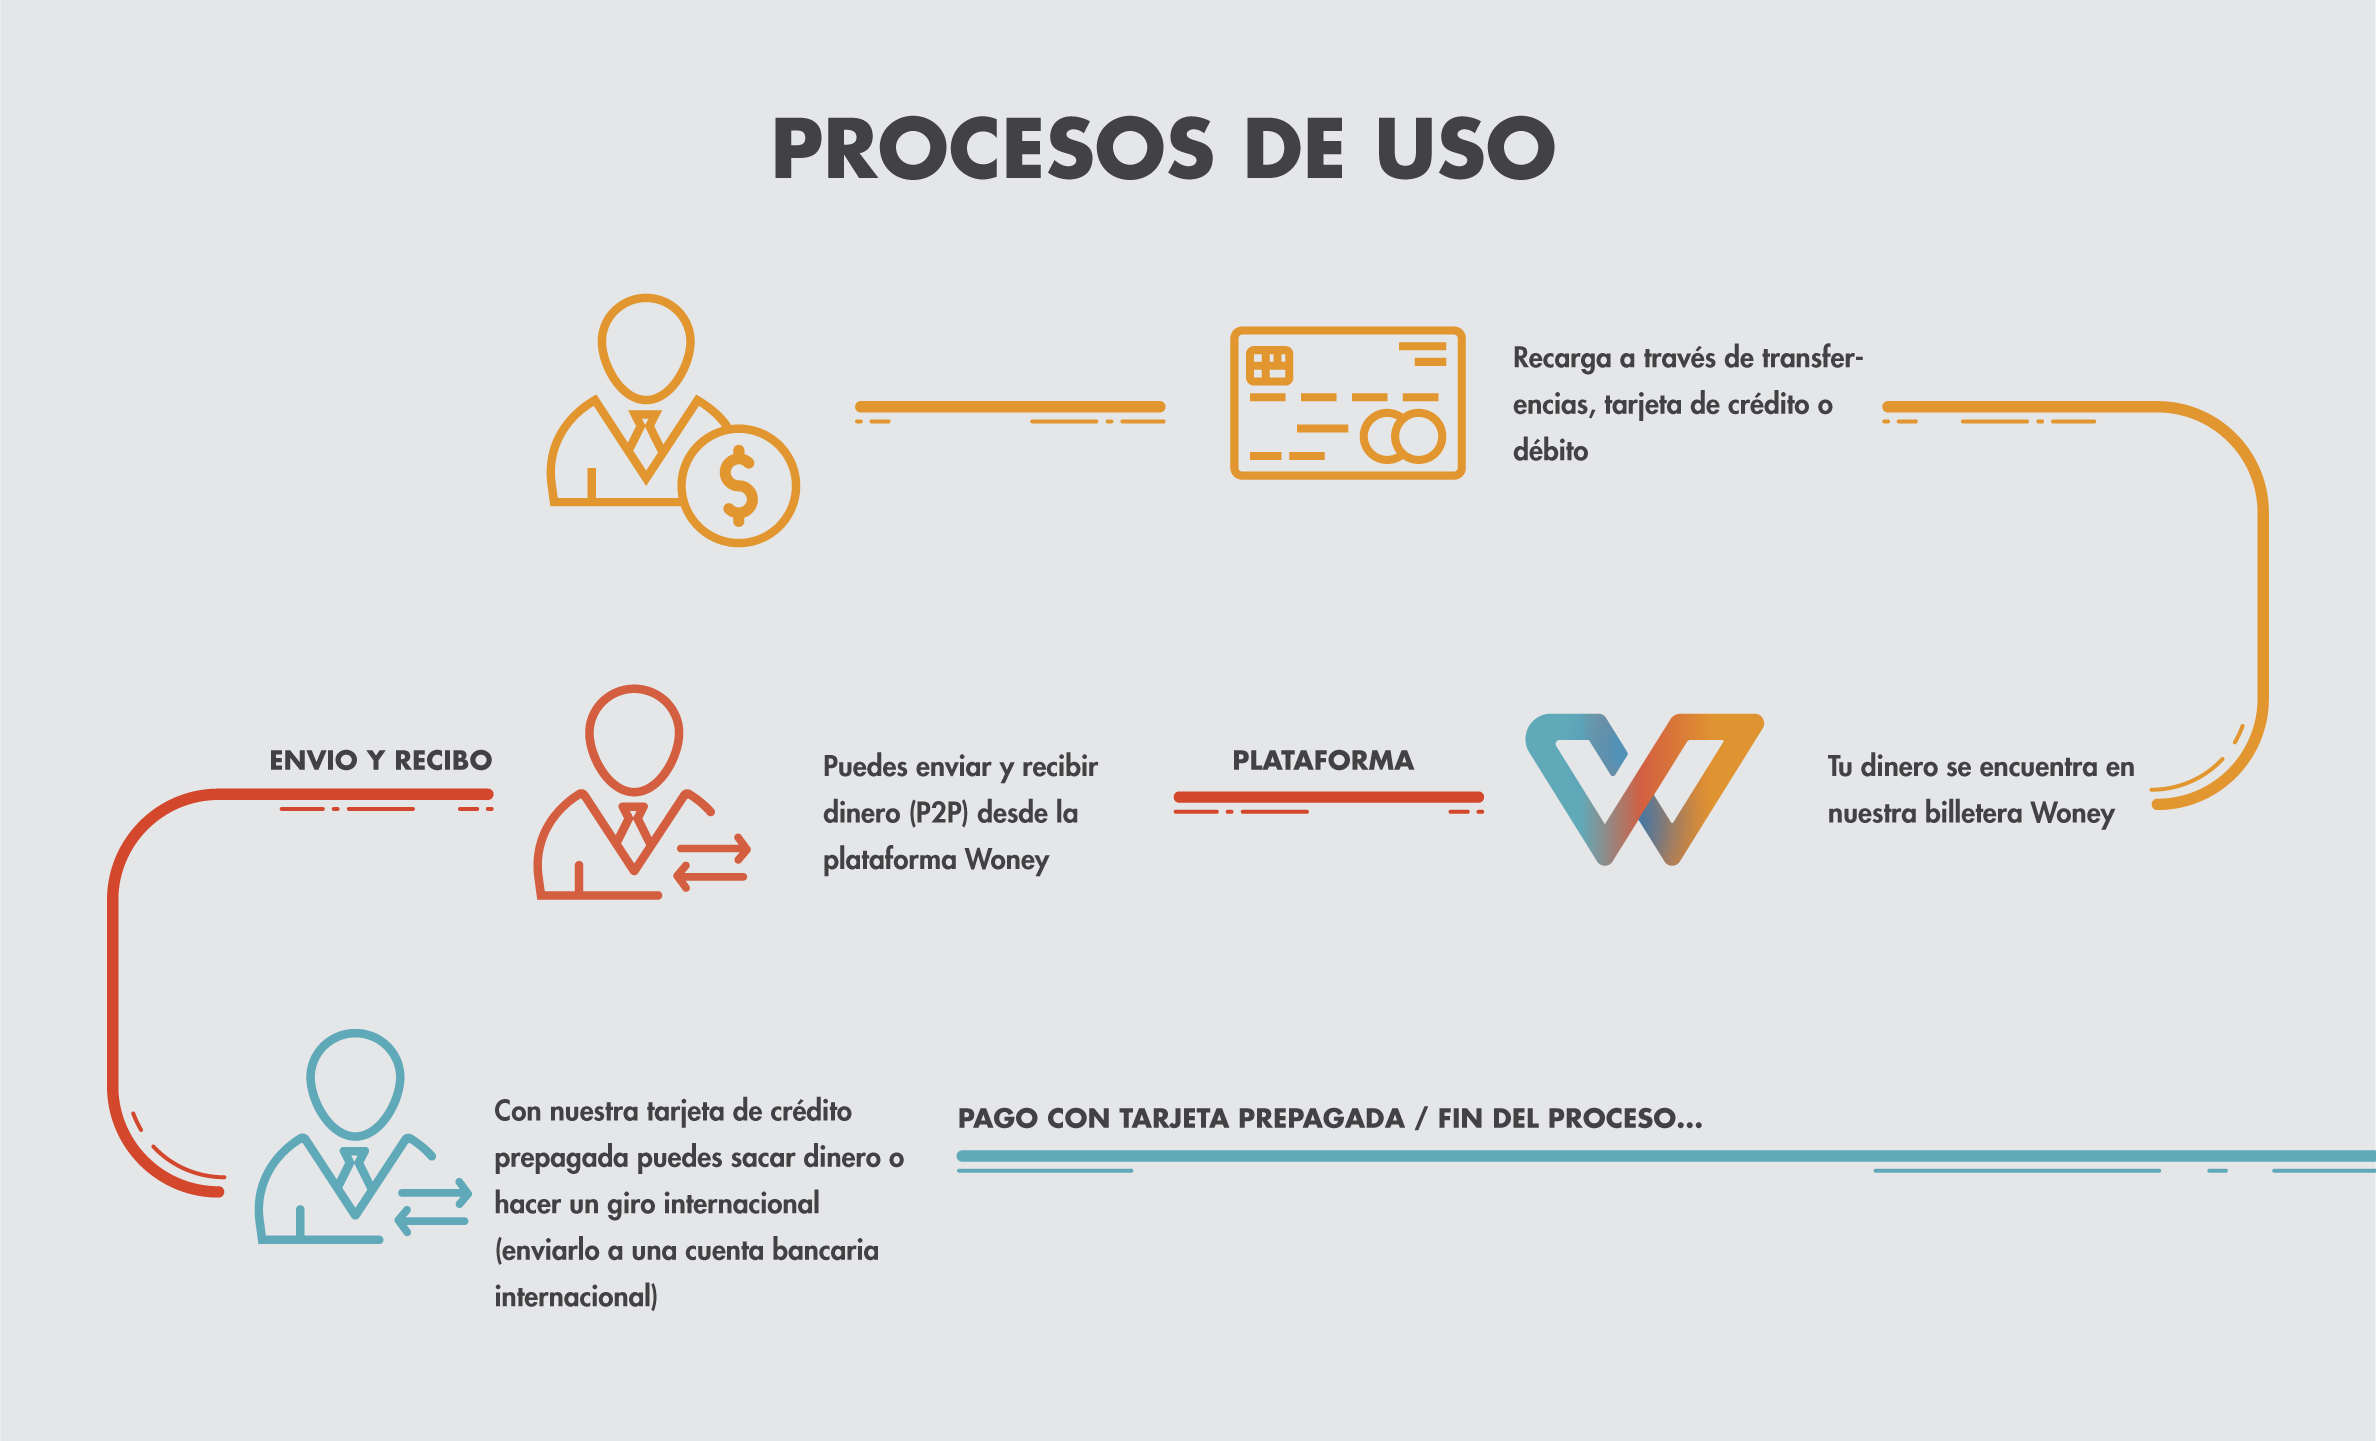 PROCESOS DE USO
Recarga a través de transfer-
encias, tarjeta de crédito o
débito
Tu dinero se encuentra en
nuestra billetera Woney
PLATAFORMA
Puedes enviar y recibir
dinero (P2P) desde la
plataforma Woney
ENVIO Y RECIBO
Con nuestra tarjeta de crédito
prepagada puedes sacar dinero o
hacer un giro internacional
(enviarlo a una cuenta bancaria
internacional)
PAGO CON TARJETA PREPAGADA / FIN DEL PROCESO...